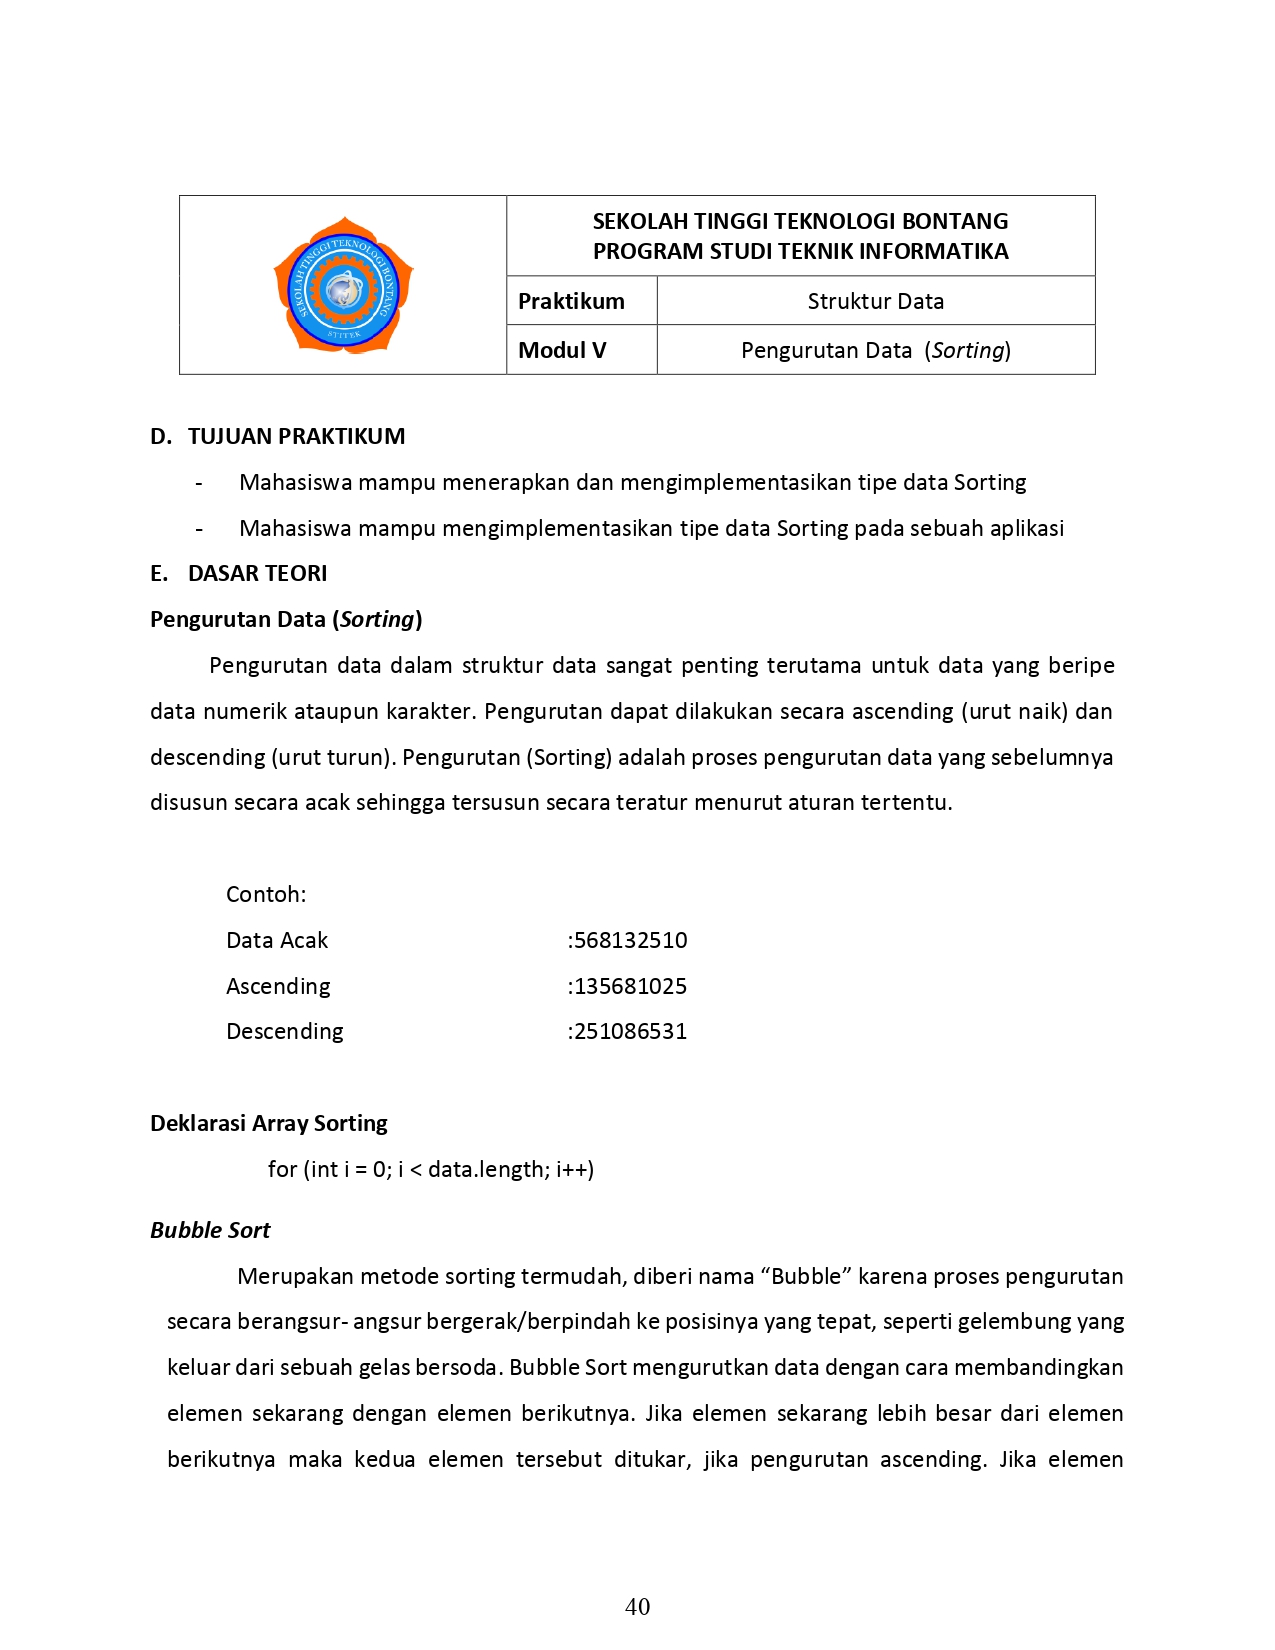 SEKOLAH TINGGI TEKNOLOGI BONTANG
STITEK
SEKOLAH TINGGI TEKNOLOGI BONTANG
PROGRAM STUDI TEKNIK INFORMATIKA
Praktikum Struktur Data
Modul V Pengurutan Data (Sorting)
D. TUJUAN PRAKTIKUM
- Mahasiswa mampu menerapkan dan mengimplementasikan tipe data Sorting
- Mahasiswa mampu mengimplementasikan tipe data Sorting pada sebuah aplikasi
E. DASAR TEORI
Pengurutan Data (Sorting)
Pengurutan data dalam struktur data sangat penting terutama untuk data yang beripe
data numerik ataupun karakter. Pengurutan dapat dilakukan secara ascending (urut naik) dan
descending (urut turun). Pengurutan (Sorting) adalah proses pengurutan data yang sebelumnya
disusun secara acak sehingga tersusun secara teratur menurut aturan tertentu.
Contoh:
Data Acak :568132510
Ascending :135681025
Descending :251086531
Deklarasi Array Sorting
for (int i = 0; i < data.length; i++)
Bubble Sort
Merupakan metode sorting termudah, diberi nama “Bubble” karena proses pengurutan
secara berangsur- angsur bergerak/berpindah ke posisinya yang tepat, seperti gelembung yang
keluar dari sebuah gelas bersoda. Bubble Sort mengurutkan data dengan cara membandingkan
elemen sekarang dengan elemen berikutnya. Jika elemen sekarang lebih besar dari elemen
berikutnya maka kedua elemen tersebut ditukar, jika pengurutan ascending. Jika elemen
40